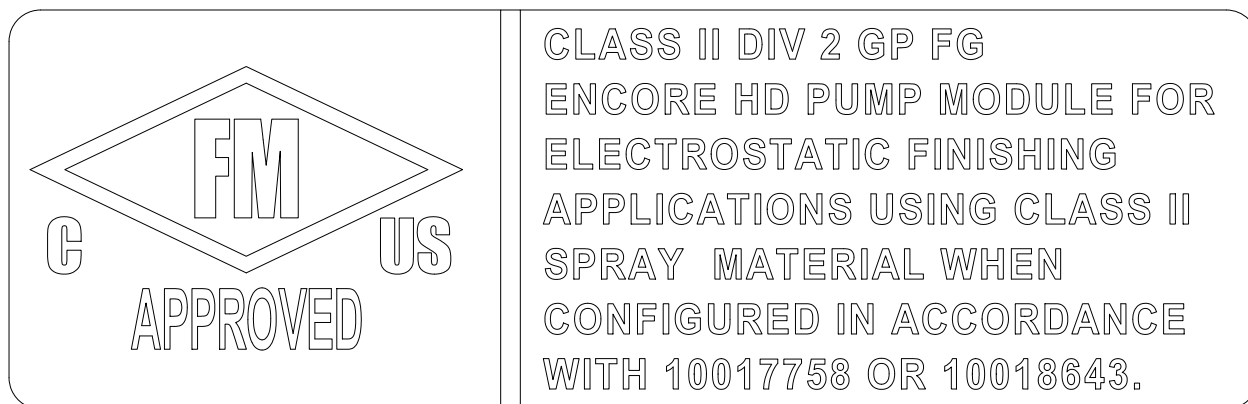 FM
C US
APPROVED
CLASS II DIV 2 GP FG
ENCORE HD PUMP MODULE FOR
ELECTROSTATIC FINISHING
APPLICATIONS USING CLASS II
SPRAY MATERIAL WHEN
CONFIGURED IN ACCORDANCE
WITH 10017758 OR 10018643.